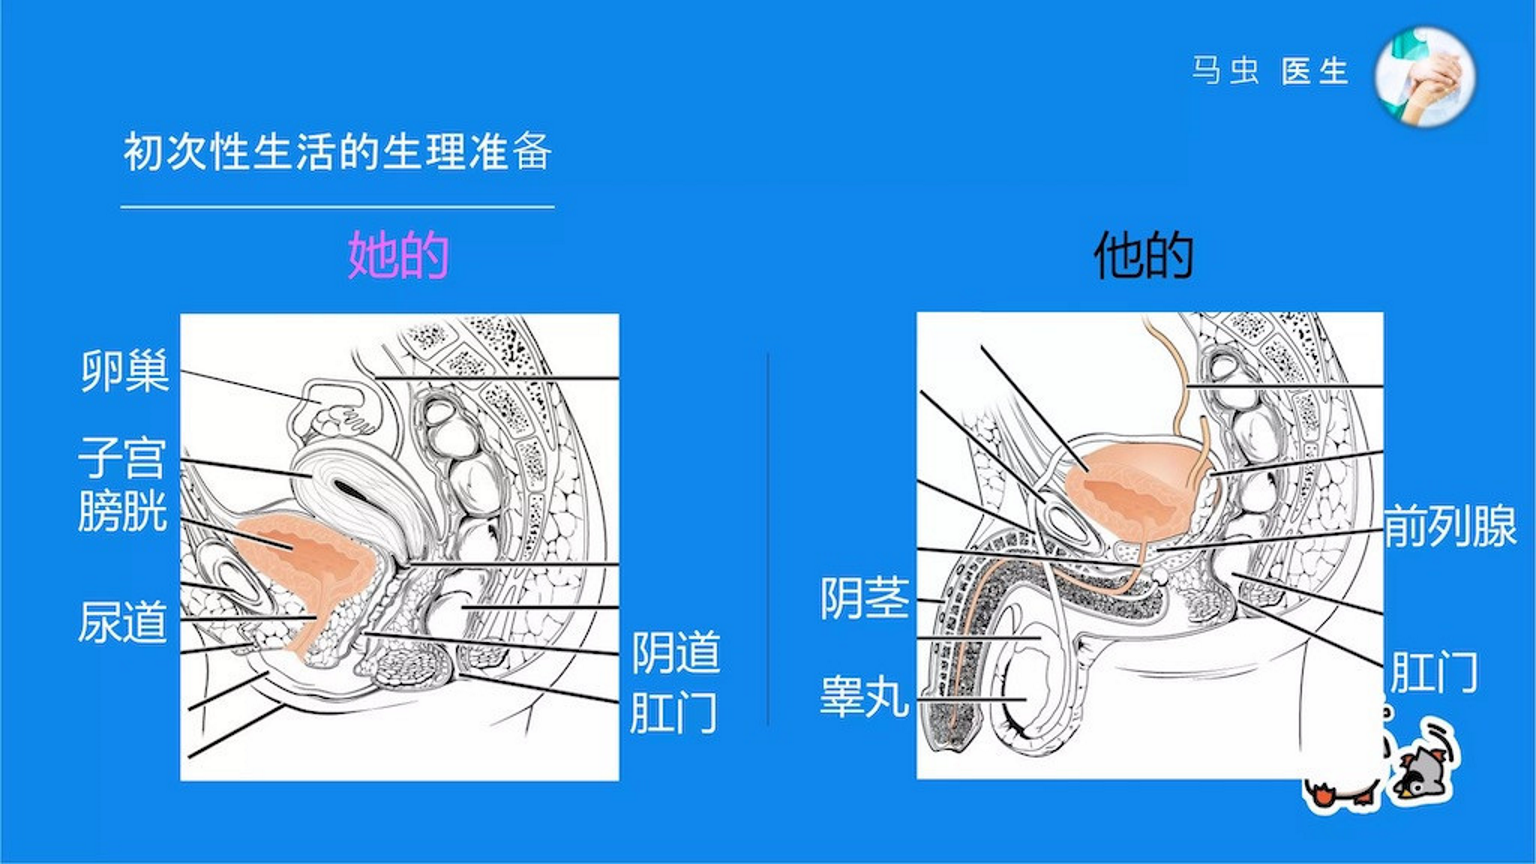 马虫 医生
初次性生活的生理准备
她的
他的
卵巢
子宫
膀胱
尿道
阴道
肛门
前列腺
阴茎
肛门
睾丸